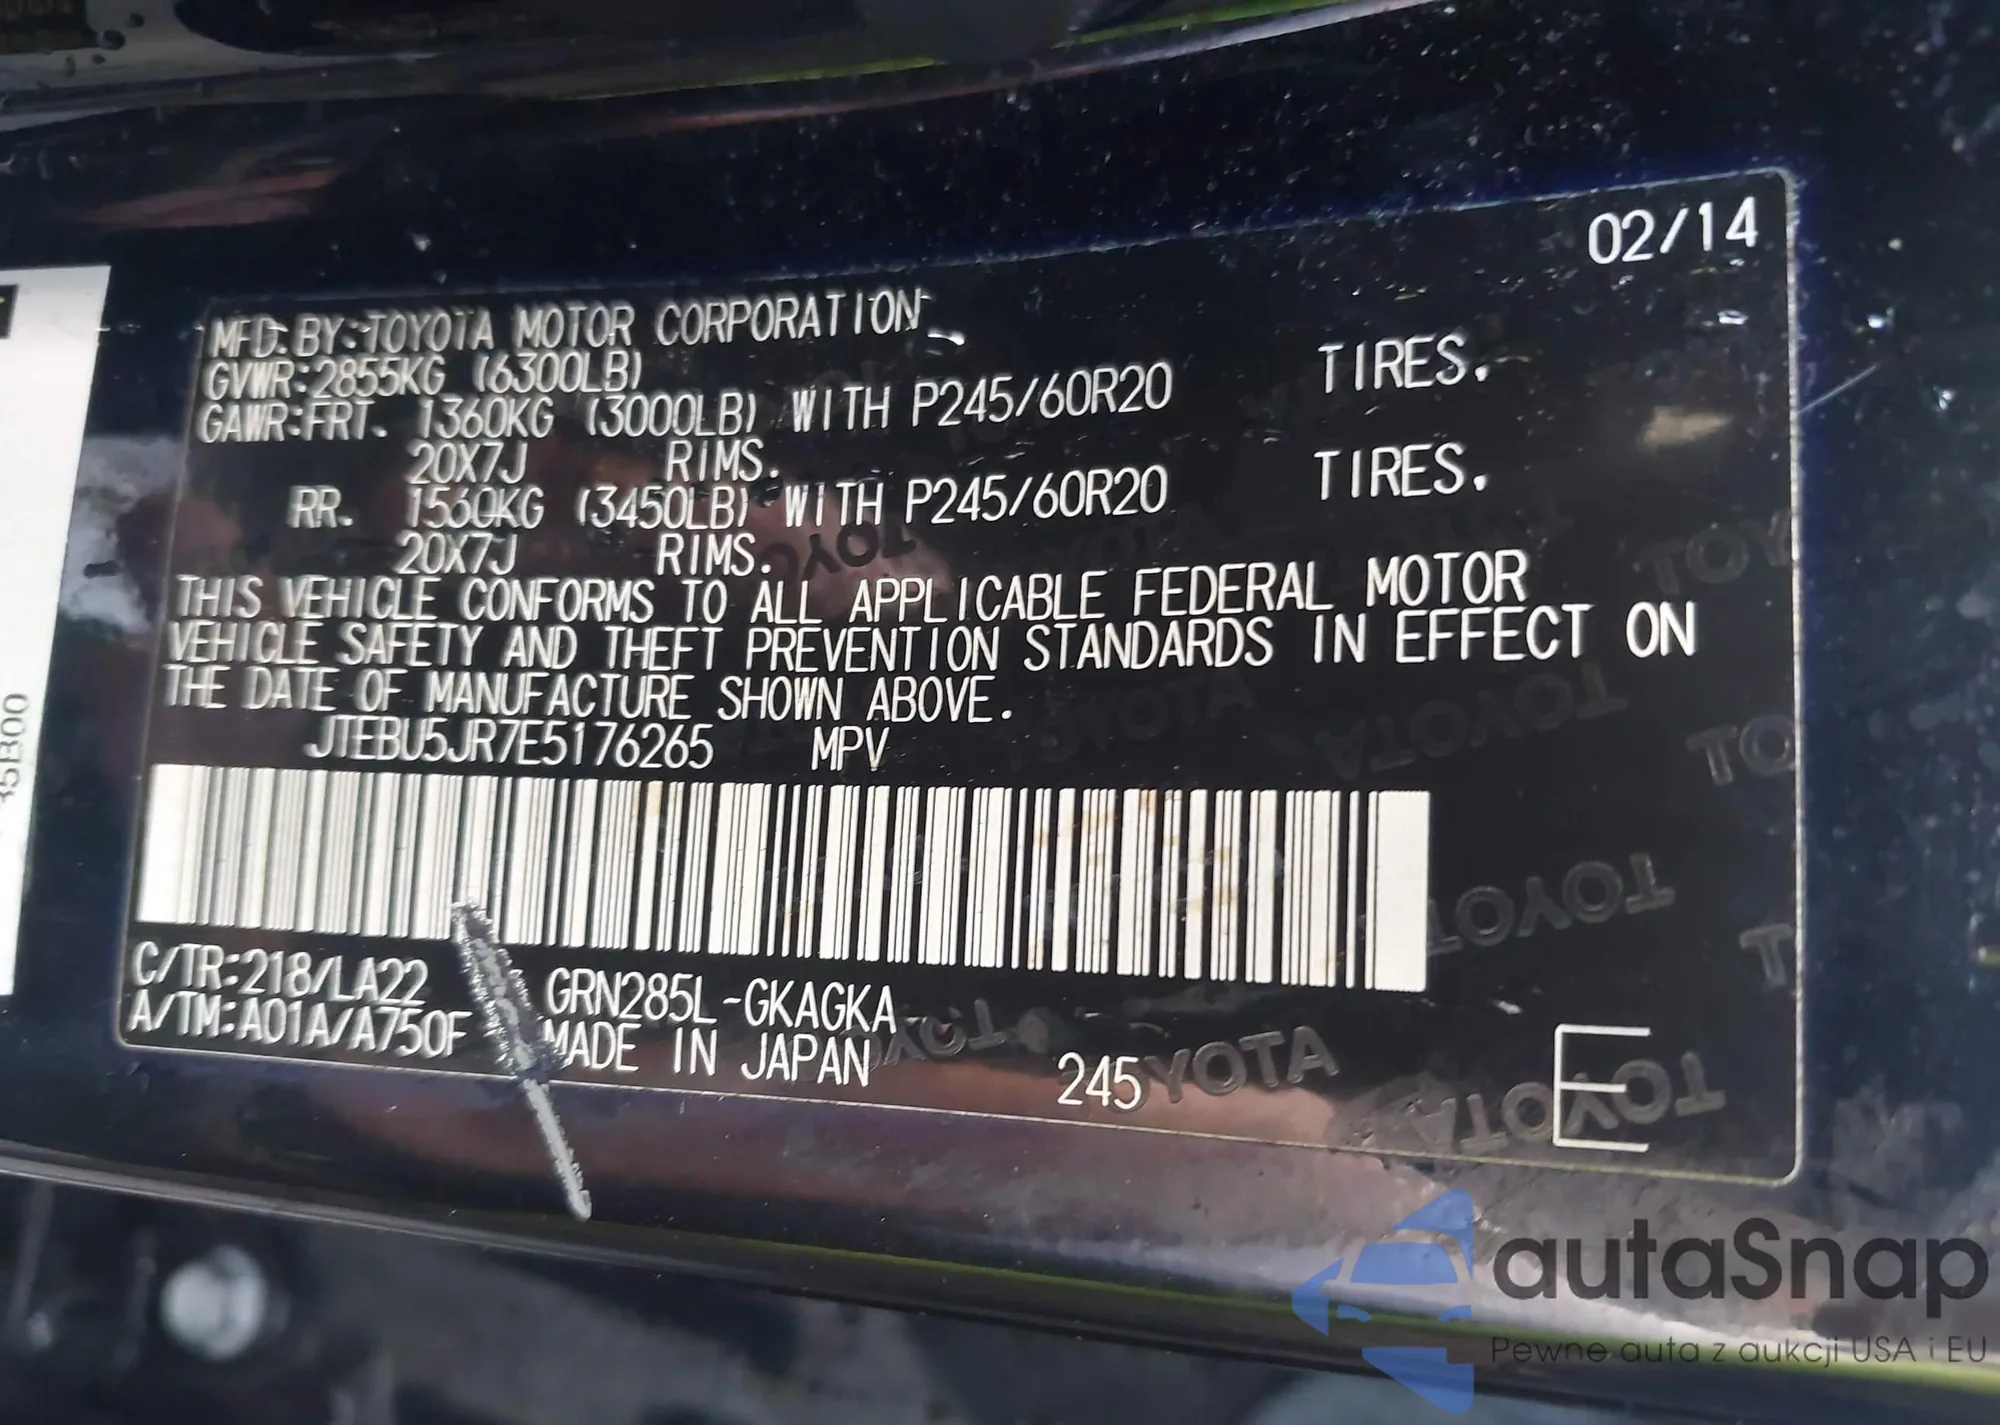 02/14
MFD. BY: TOYOTA MOTOR CORPORATION
GVWR: 2855KG (6300LB)
GAWR: FRT. 1360KG (3000LB) WITH P245/60R20 TIRES.
20X7J RIMS.
RR. 1560KG (3450LB) WITH P245/60R20 TIRES.
20X7J RIMS.
THIS VEHICLE CONFORMS TO ALL APPLICABLE FEDERAL MOTOR
VEHICLE SAFETY AND THEFT PREVENTION STANDARDS IN EFFECT ON
THE DATE OF MANUFACTURE SHOWN ABOVE.
JTEBU5JR7E5176265 MPV
C/TR: 218/LA22 GRN285L-GKAGKA
A/TM: A01A/A750F MADE IN JAPAN 245 E
autaSnap
Pewne auta z aukcji USA i EU